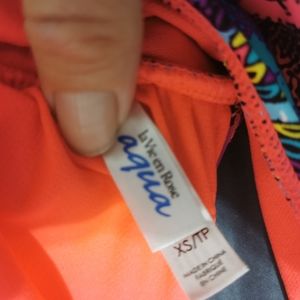 la Vie en Rose
aqua
XS/TP
MADE IN CHINA
FABRIQUÉ
EN CHINE